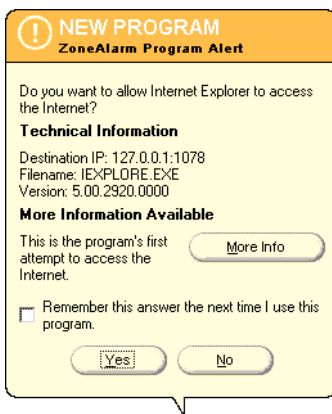 NEW PROGRAM
ZoneAlarm Program Alert
Do you want to allow Internet Explorer to access
the Internet?
Technical Information
Destination IP: 127.0.0.1:1078
Filename: IEXPLORE.EXE
Version: 5.00.2920.0000
More Information Available
This is the program's first
attempt to access the
Internet.
More Info
Remember this answer the next time I use this
program.
Yes No